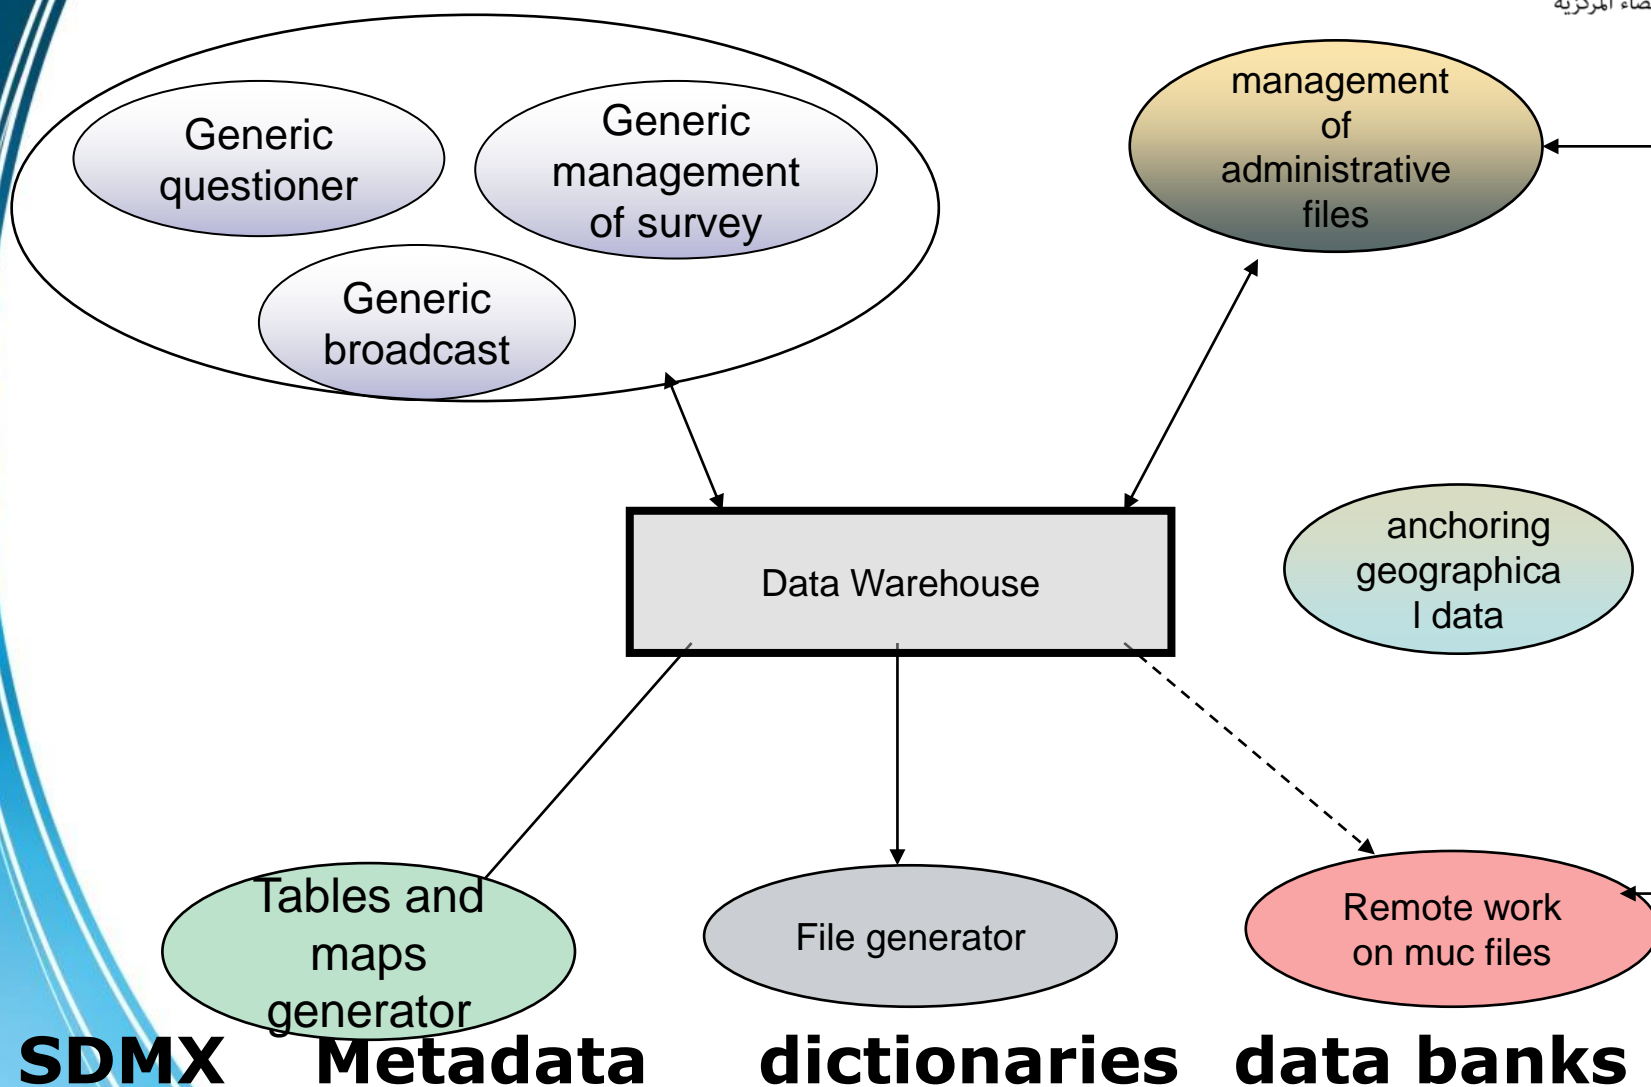 المركزية
Generic
questioner
Generic
management
of survey
Generic
broadcast
management
of
administrative
files
Data Warehouse
anchoring
geographica
l data
Tables and
maps
generator
File generator
Remote work
on muc files
SDMX Metadata dictionaries data banks